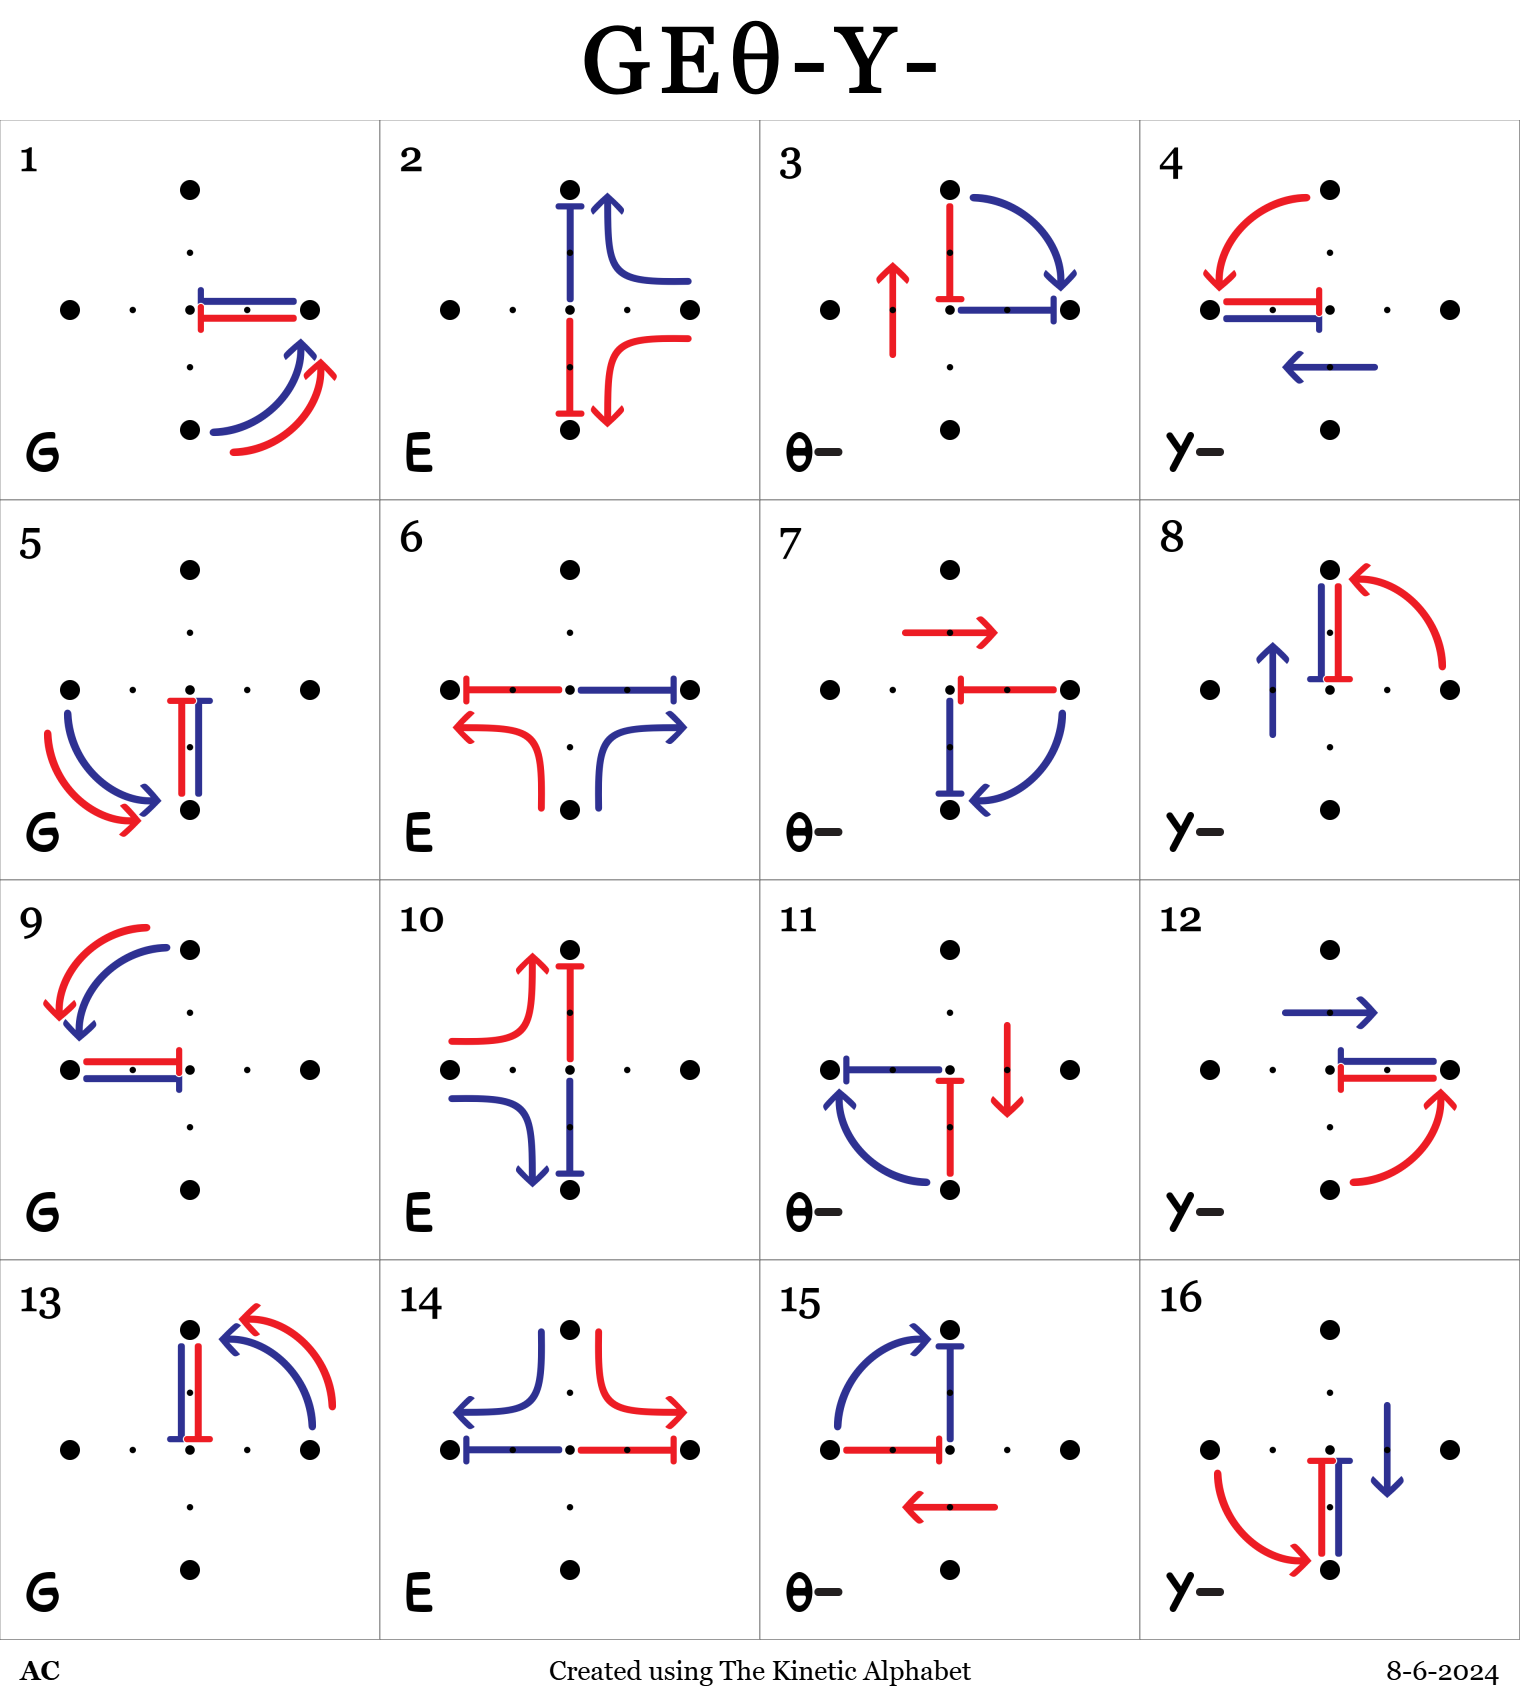 GEθ-Y-
1 2 3 4
G E θ- Y-
5 6 7 8
G E θ- Y-
9 10 11 12
G E θ- Y-
13 14 15 16
G E θ- Y-
AC Created using The Kinetic Alphabet 8-6-2024